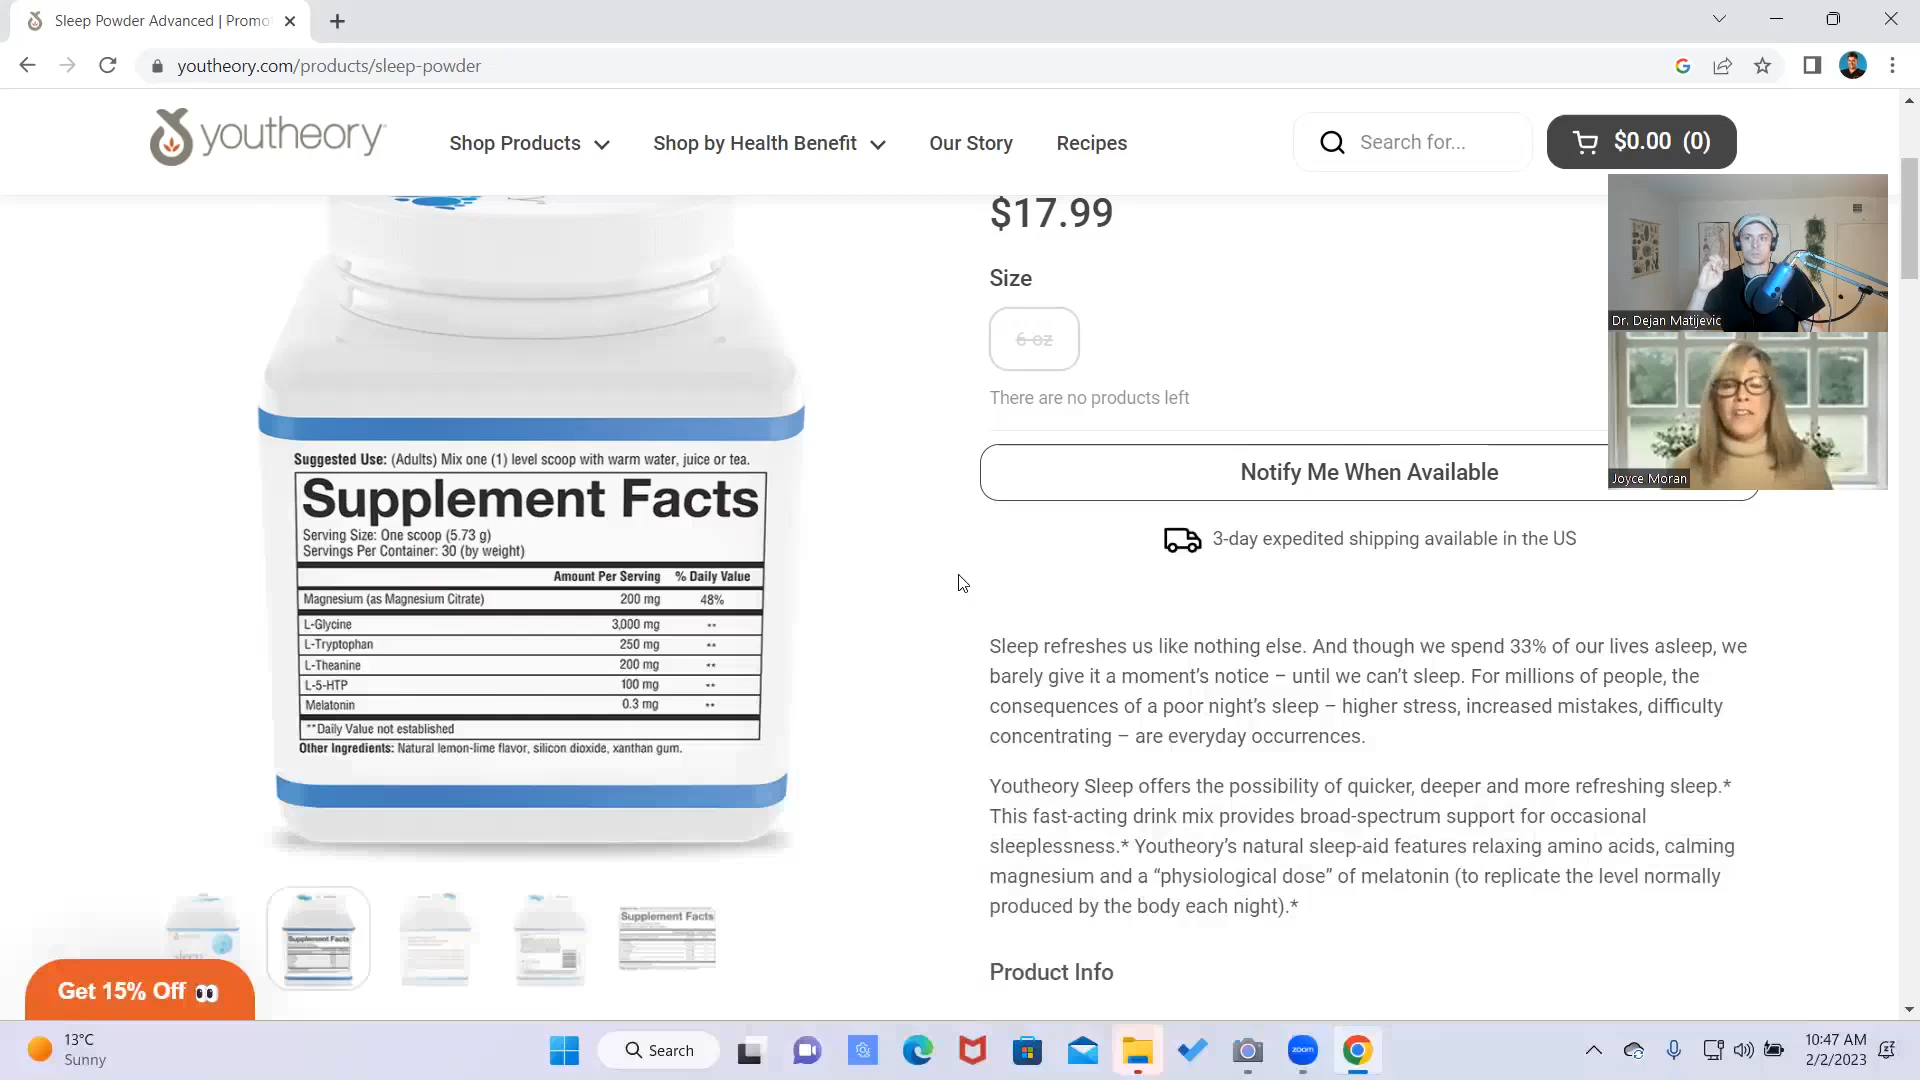 Sleep Powder Advanced | Promo
youtheory.com/products/sleep-powder
youtheory
Shop Products
Shop by Health Benefit
Our Story
Recipes
Search for...
$0.00 (0)
$17.99
Size
6 oz
There are no products left
Notify Me When Available
3-day expedited shipping available in the US
Dr. Dejan Matijevic
Joyce Moran
Suggested Use: (Adults) Mix one (1) level scoop with warm water, juice or tea.
Supplement Facts
Serving Size: One scoop (5.73 g)
Servings Per Container: 30 (by weight)
Amount Per Serving % Daily Value
Magnesium (as Magnesium Citrate) 200 mg 48%
L-Glycine 3,000 mg **
L-Tryptophan 250 mg **
L-Theanine 200 mg **
L-5-HTP 100 mg **
Melatonin 0.3 mg **
**Daily Value not established
Other Ingredients: Natural lemon-lime flavor, silicon dioxide, xanthan gum.
Sleep refreshes us like nothing else. And though we spend 33% of our lives asleep, we
barely give it a moment's notice – until we can't sleep. For millions of people, the
consequences of a poor night's sleep – higher stress, increased mistakes, difficulty
concentrating – are everyday occurrences.
Youtheory Sleep offers the possibility of quicker, deeper and more refreshing sleep.*
This fast-acting drink mix provides broad-spectrum support for occasional
sleeplessness.* Youtheory's natural sleep-aid features relaxing amino acids, calming
magnesium and a “physiological dose” of melatonin (to replicate the level normally
produced by the body each night).*
Product Info
Supplement Facts
Supplement Facts
Get 15% Off
13°C
Sunny
Search
zoom
10:47 AM
2/2/2023